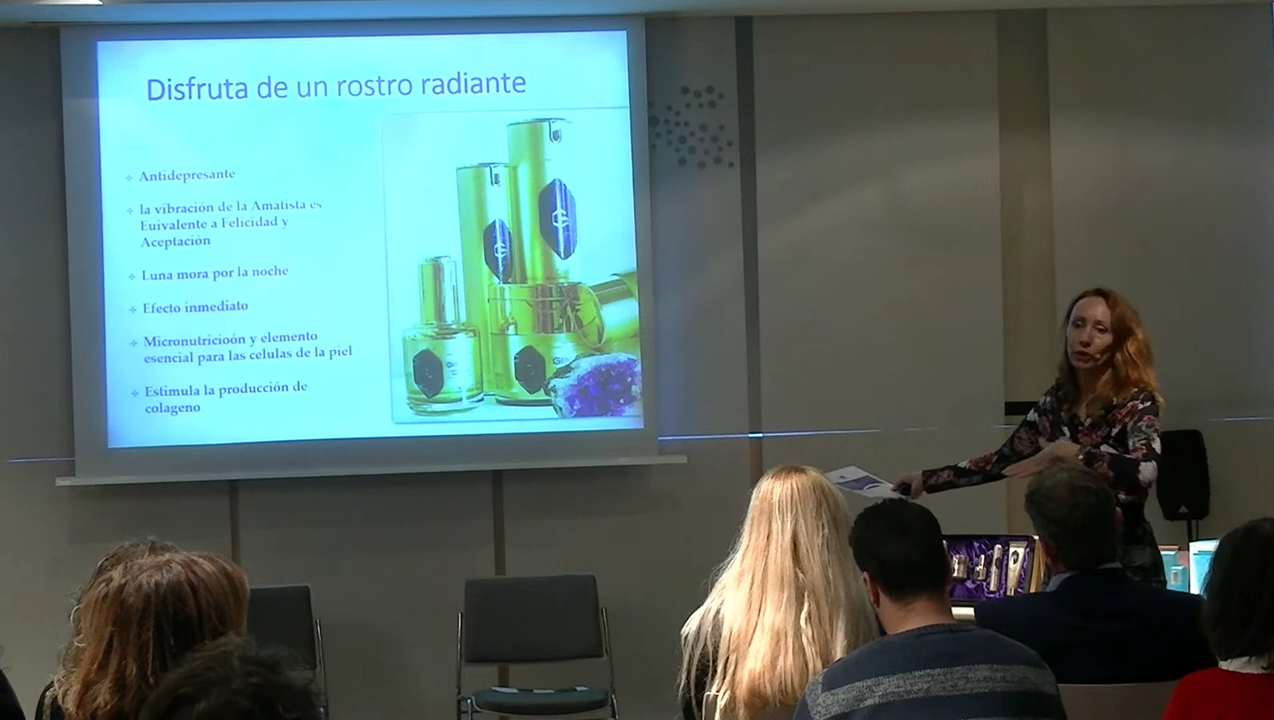 Disfruta de un rostro radiante
Antidepresante
la vibración de la Amatista es
Euivalente a Felicidad y
Aceptación
Luna mora por la noche
Efecto inmediato
Micronutricioón y elemento
esencial para las celulas de la piel
Estimula la producción de
colageno